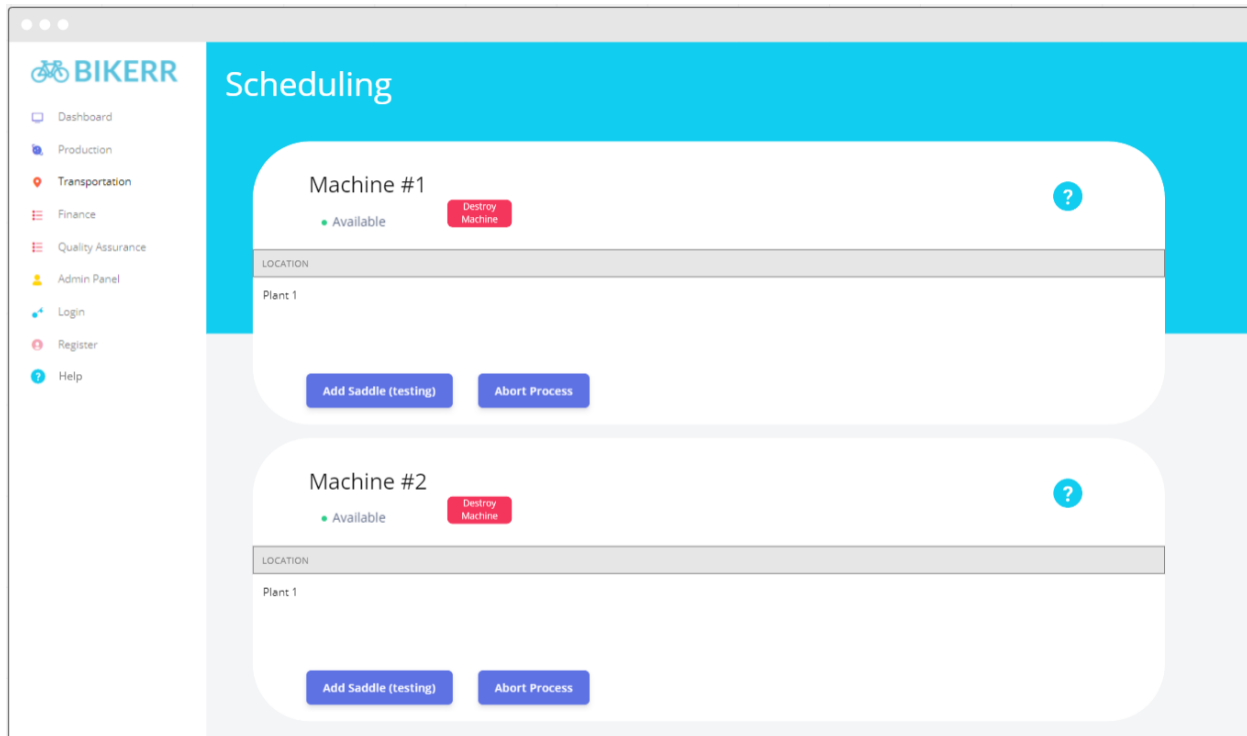 BIKERR
Dashboard
Production
Transportation
Finance
Quality Assurance
Admin Panel
Login
Register
? Help
Scheduling
Machine #1
Available
Destroy
Machine
?
LOCATION
Plant 1
Add Saddle (testing)
Abort Process
Machine #2
Available
Destroy
Machine
?
LOCATION
Plant 1
Add Saddle (testing)
Abort Process